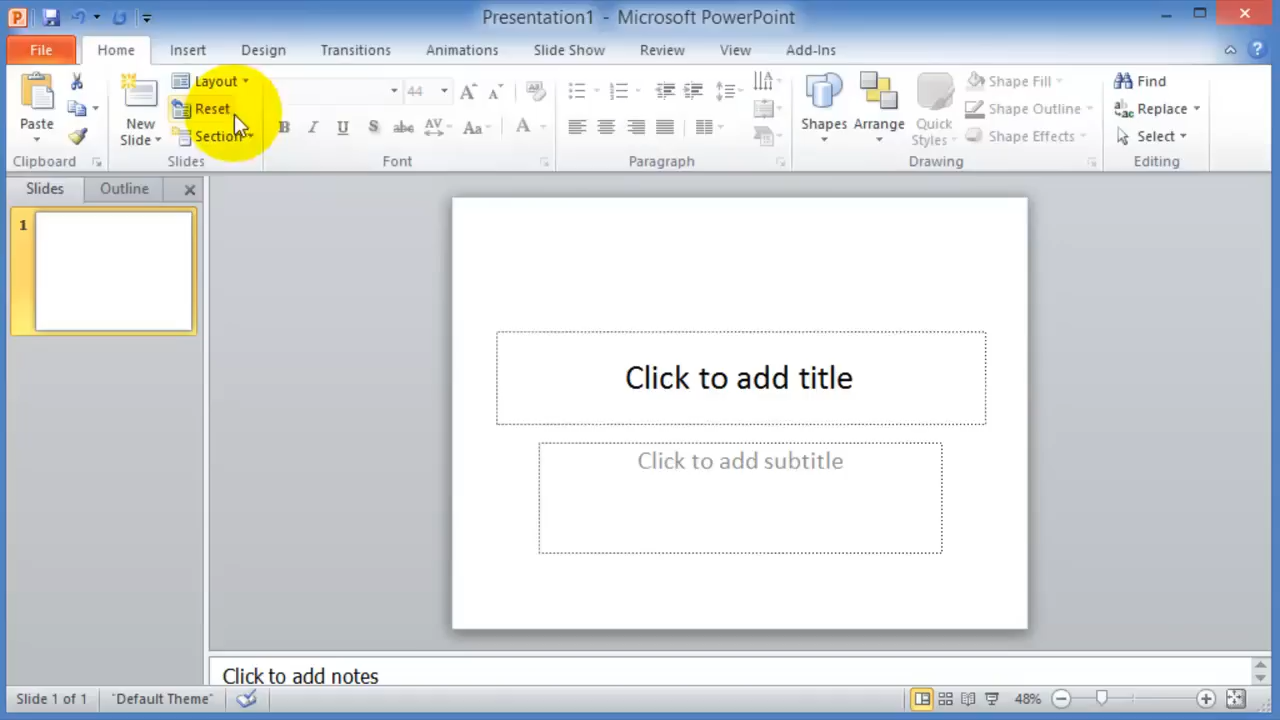 Presentation1 - Microsoft PowerPoint
File Home Insert Design Transitions Animations Slide Show Review View Add-Ins
Paste
New Slide
Layout
Reset
Section
44
B I U S abc AV Aa A
Shapes
Arrange
Quick Styles
Shape Fill
Shape Outline
Shape Effects
Find
Replace
Select
Clipboard Slides Font Paragraph Drawing Editing
Slides Outline
1
Click to add title
Click to add subtitle
Click to add notes
Slide 1 of 1 "Default Theme" 48%